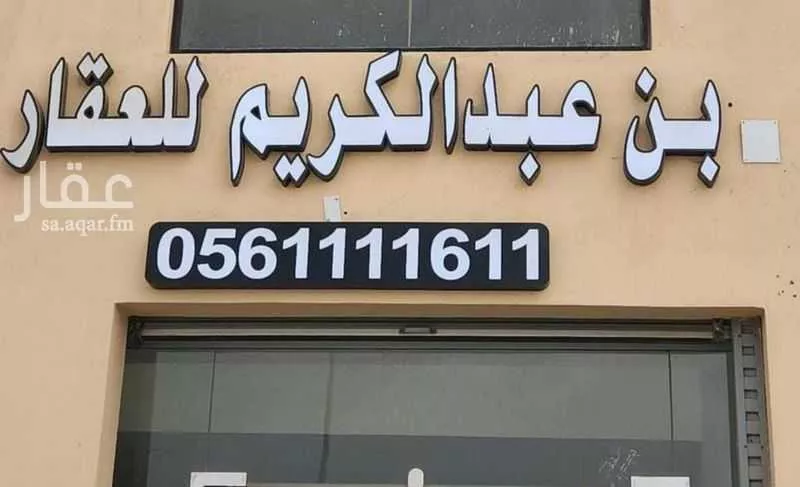 بن عبدالكريم للعقار
عقار
sa.aqar.fm
0561111611